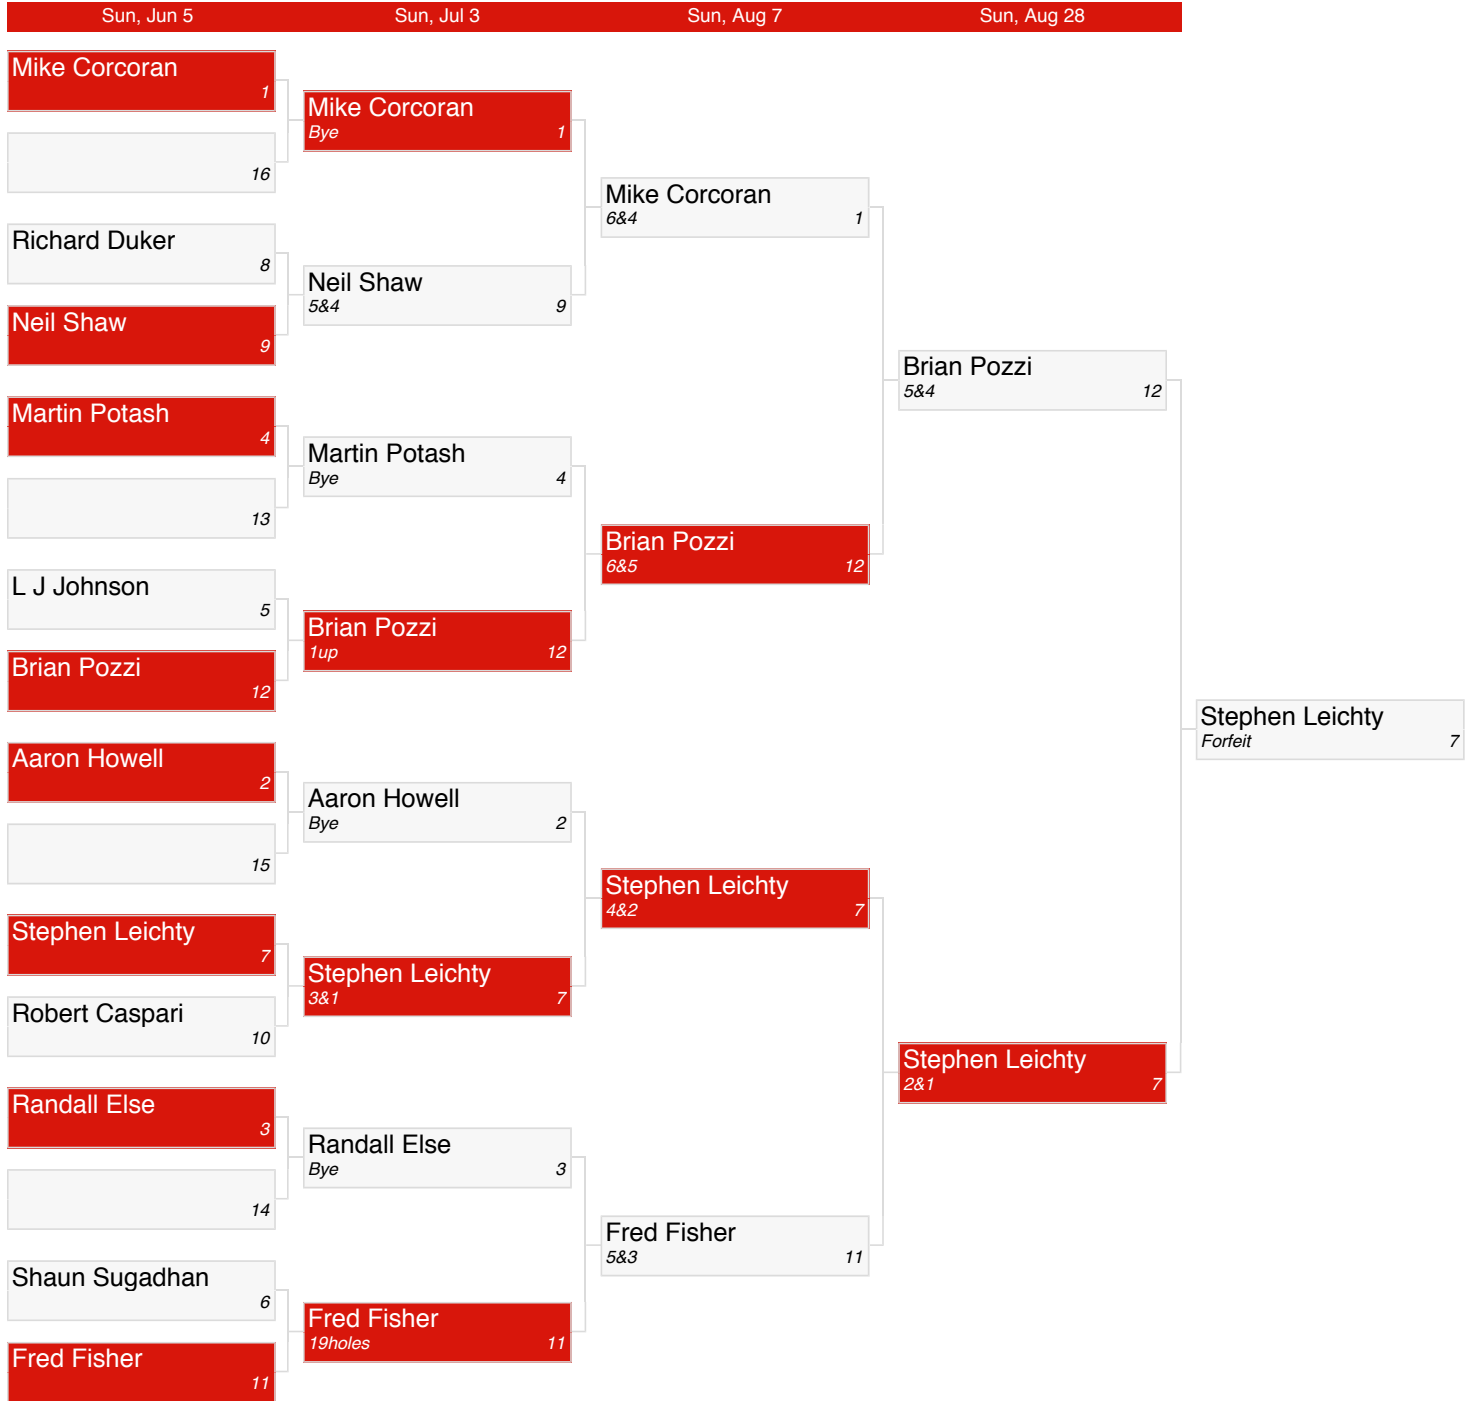 Sun, Jun 5
Sun, Jul 3
Sun, Aug 7
Sun, Aug 28
Mike Corcoran
1
16
Richard Duker
8
Neil Shaw
9
Martin Potash
4
13
L J Johnson
5
Brian Pozzi
12
Aaron Howell
2
15
Stephen Leichty
7
Robert Caspari
10
Randall Else
3
14
Shaun Sugadhan
6
Fred Fisher
11
Mike Corcoran
Bye 1
Neil Shaw
5&4 9
Martin Potash
Bye 4
Brian Pozzi
1up 12
Aaron Howell
Bye 2
Stephen Leichty
3&1 7
Randall Else
Bye 3
Fred Fisher
19holes 11
Mike Corcoran
6&4 1
Brian Pozzi
6&5 12
Stephen Leichty
4&2 7
Fred Fisher
5&3 11
Brian Pozzi
5&4 12
Stephen Leichty
2&1 7
Stephen Leichty
Forfeit 7